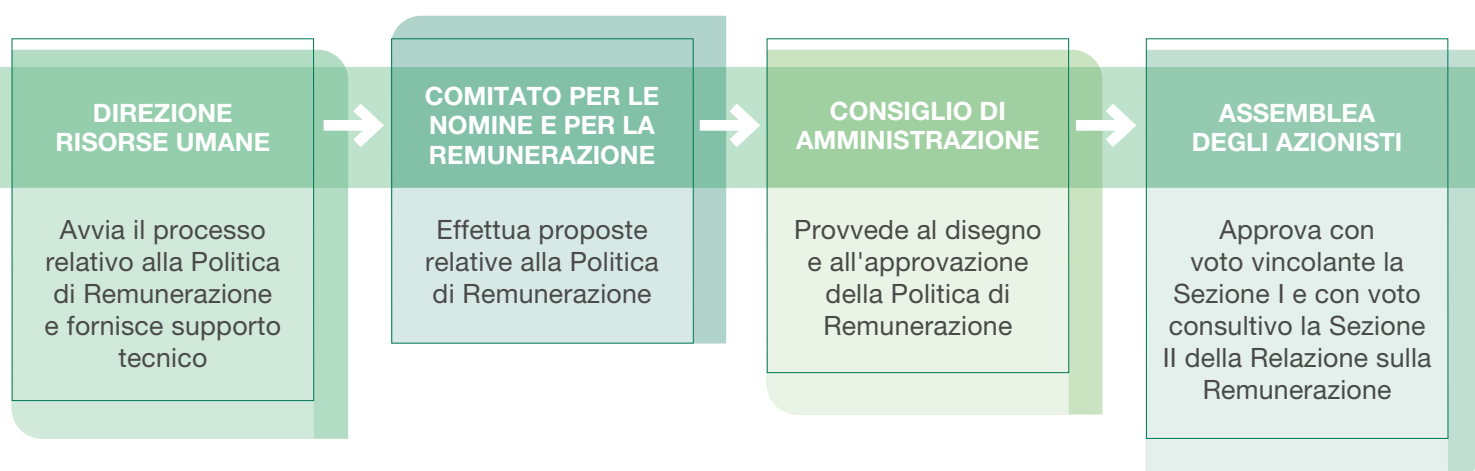 DIREZIONE
RISORSE UMANE
Avvia il processo
relativo alla Politica
di Remunerazione
e fornisce supporto
tecnico
COMITATO PER LE
NOMINE E PER LA
REMUNERAZIONE
Effettua proposte
relative alla Politica
di Remunerazione
CONSIGLIO DI
AMMINISTRAZIONE
Provvede al disegno
e all'approvazione
della Politica di
Remunerazione
ASSEMBLEA
DEGLI AZIONISTI
Approva con
voto vincolante la
Sezione I e con voto
consultivo la Sezione
II della Relazione sulla
Remunerazione